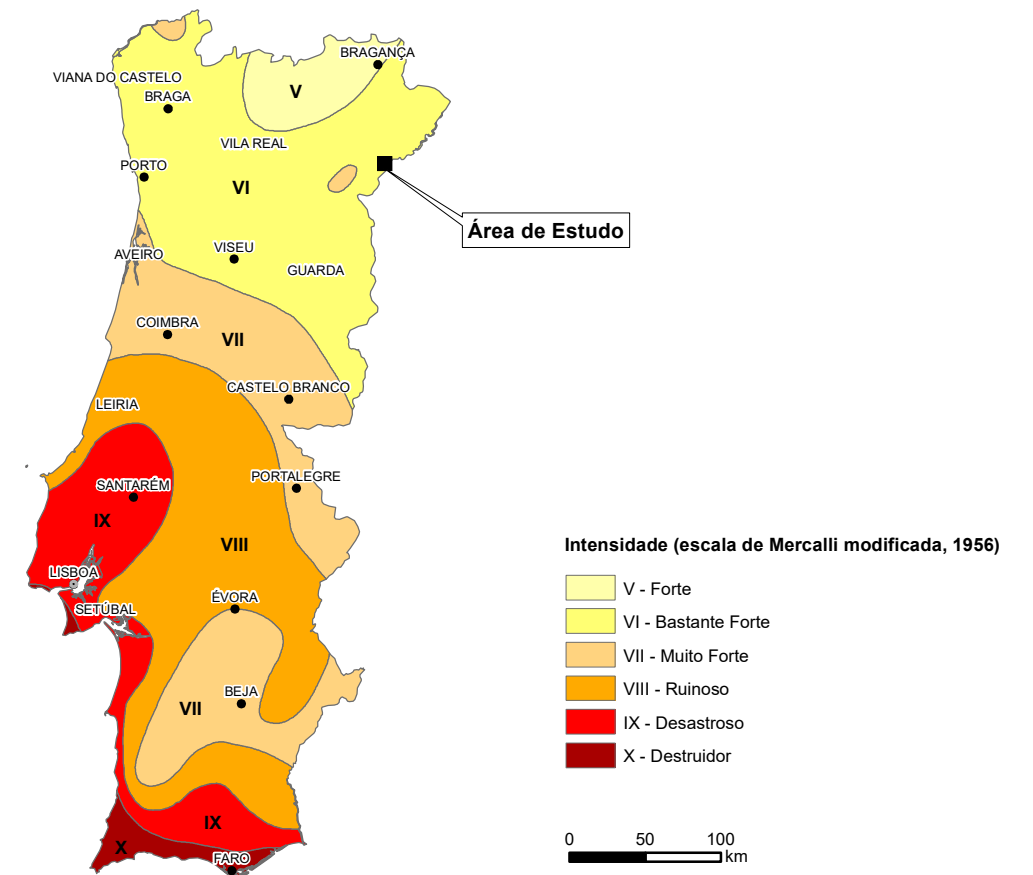 BRAGANÇA
VIANA DO CASTELO
V
BRAGA
VILA REAL
PORTO
VI
Área de Estudo
VISEU
AVEIRO
GUARDA
COIMBRA
VII
CASTELO BRANCO
LEIRIA
PORTALEGRE
SANTARÉM
IX
VIII
LISBOA
ÉVORA
SETÚBAL
BEJA
VII
IX
X
FARO
Intensidade (escala de Mercalli modificada, 1956)
V - Forte
VI - Bastante Forte
VII - Muito Forte
VIII - Ruinoso
IX - Desastroso
X - Destruidor
0 50 100
km